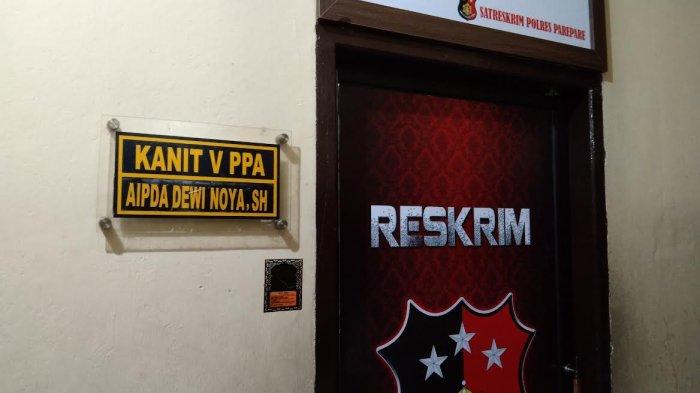 SATRESKRIM POLRES PAREPARE
KANIT V PPA
AIPDA DEWI NOYA, SH
RESKRIM